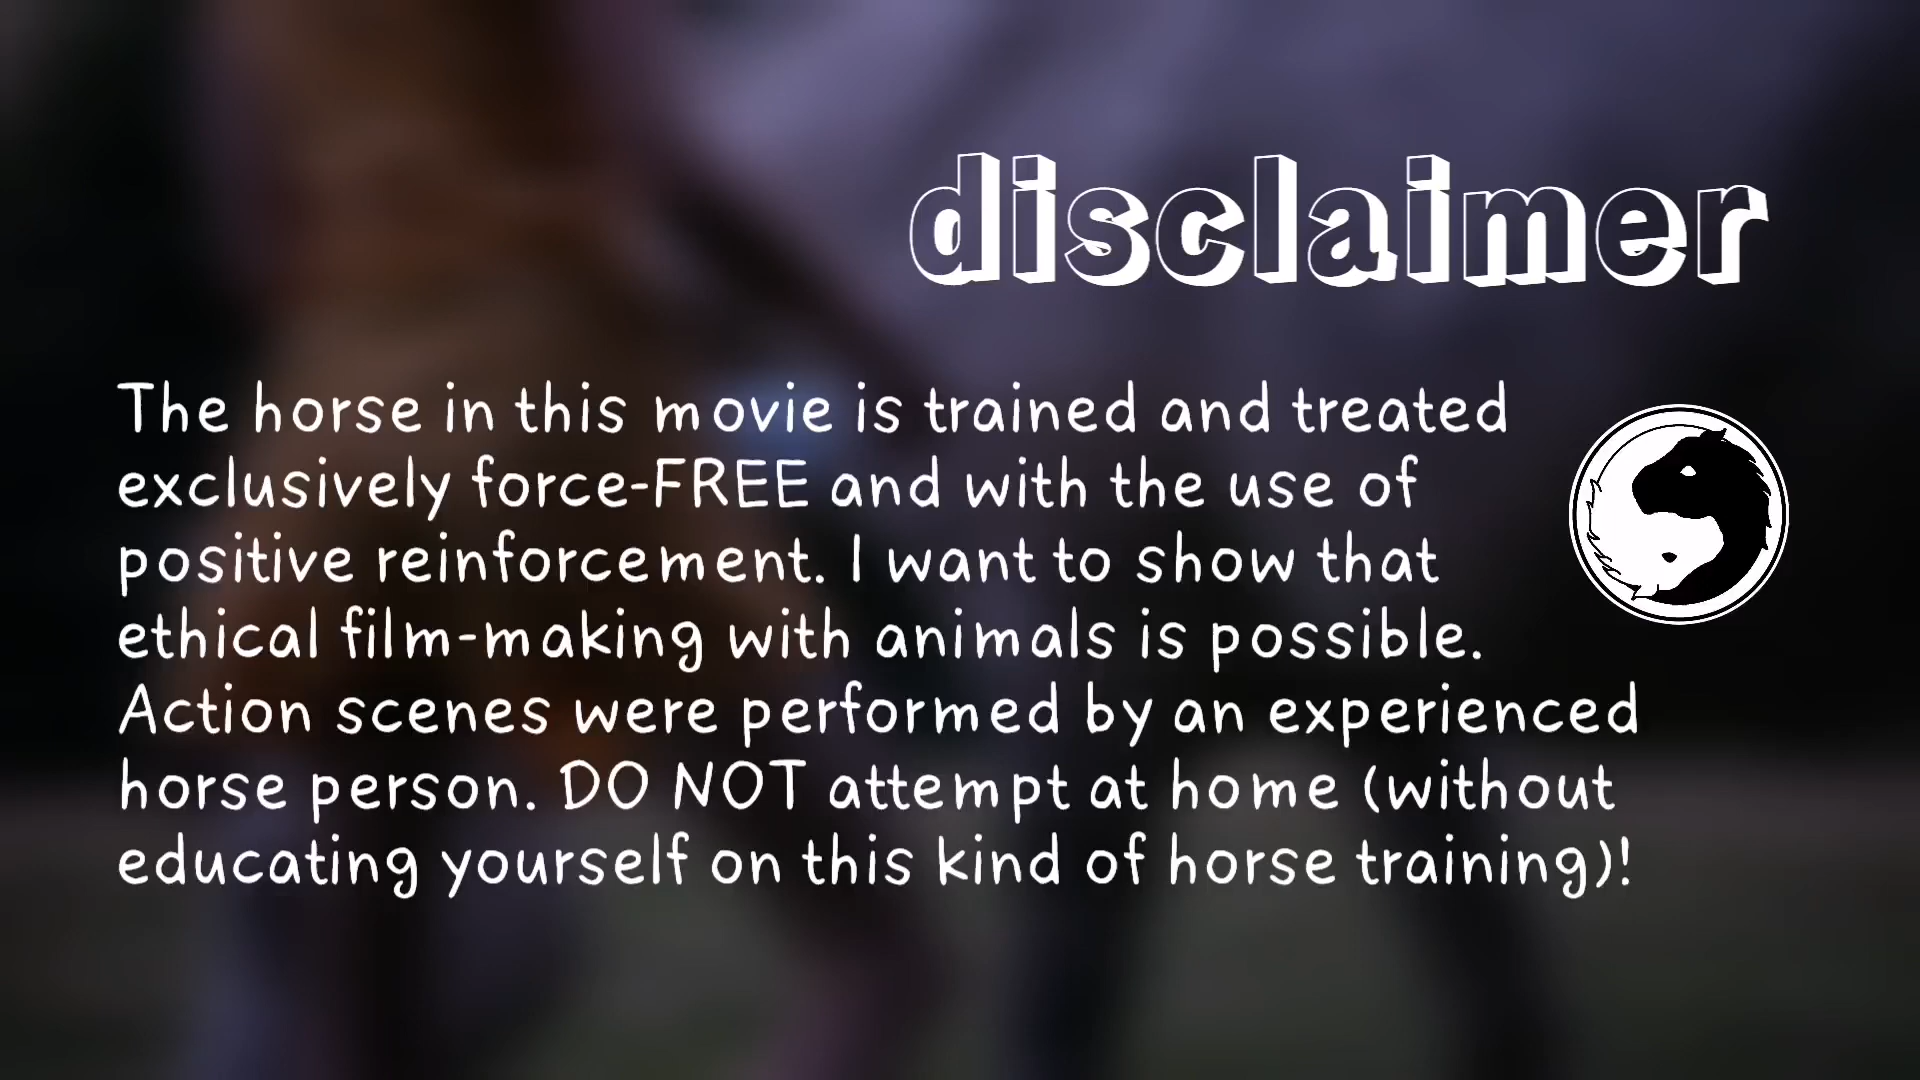 disclaimer
The horse in this movie is trained and treated
exclusively force-FREE and with the use of
positive reinforcement. I want to show that
ethical film-making with animals is possible.
Action scenes were performed by an experienced
horse person. DO NOT attempt at home (without
educating yourself on this kind of horse training)!